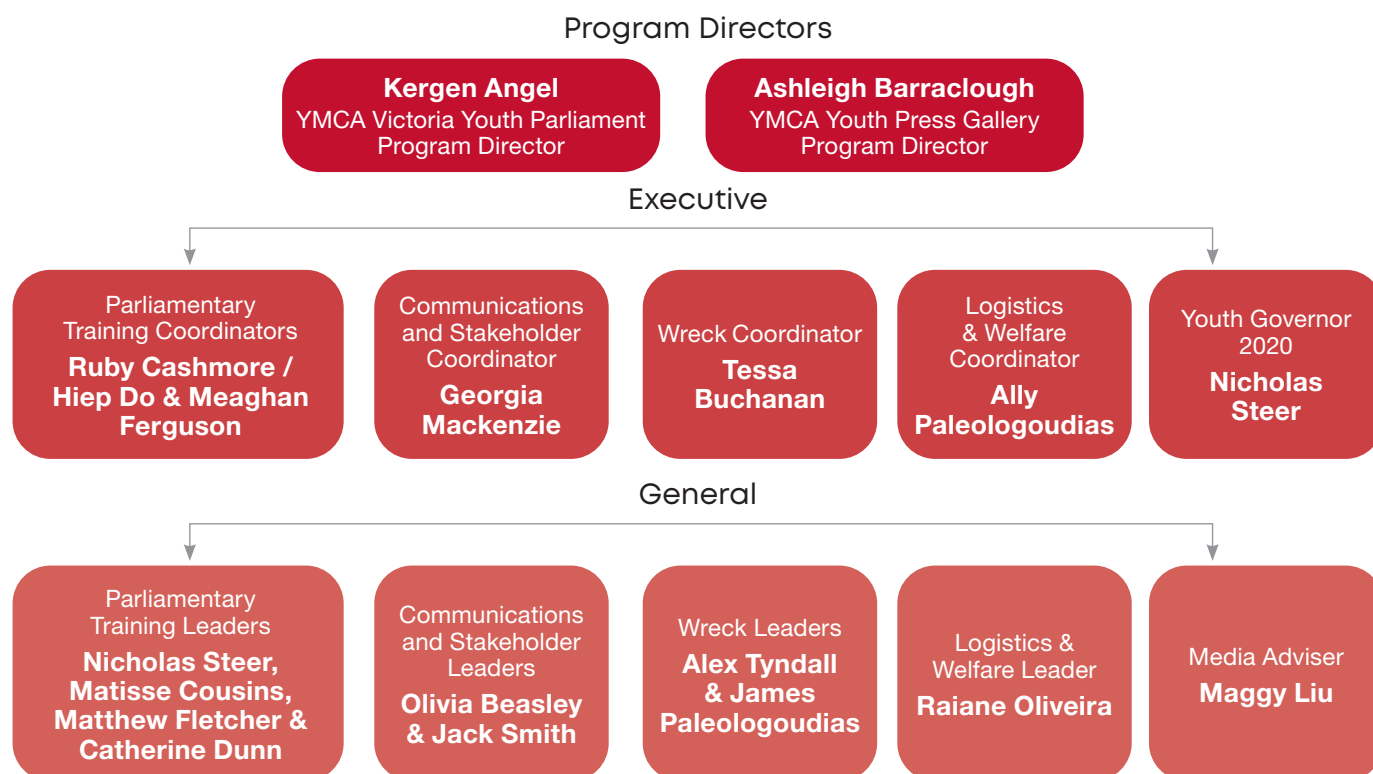 Program Directors
Kergen Angel
YMCA Victoria Youth Parliament
Program Director
Ashleigh Barraclough
YMCA Youth Press Gallery
Program Director
Executive
Parliamentary
Training Coordinators
Ruby Cashmore /
Hiep Do & Meaghan
Ferguson
Communications
and Stakeholder
Coordinator
Georgia
Mackenzie
Wreck Coordinator
Tessa
Buchanan
Logistics
& Welfare
Coordinator
Ally
Paleologoudias
Youth Governor
2020
Nicholas
Steer
General
Parliamentary
Training Leaders
Nicholas Steer,
Matisse Cousins,
Matthew Fletcher &
Catherine Dunn
Communications
and Stakeholder
Leaders
Olivia Beasley
& Jack Smith
Wreck Leaders
Alex Tyndall
& James
Paleologoudias
Logistics &
Welfare Leader
Raiane Oliveira
Media Adviser
Maggy Liu